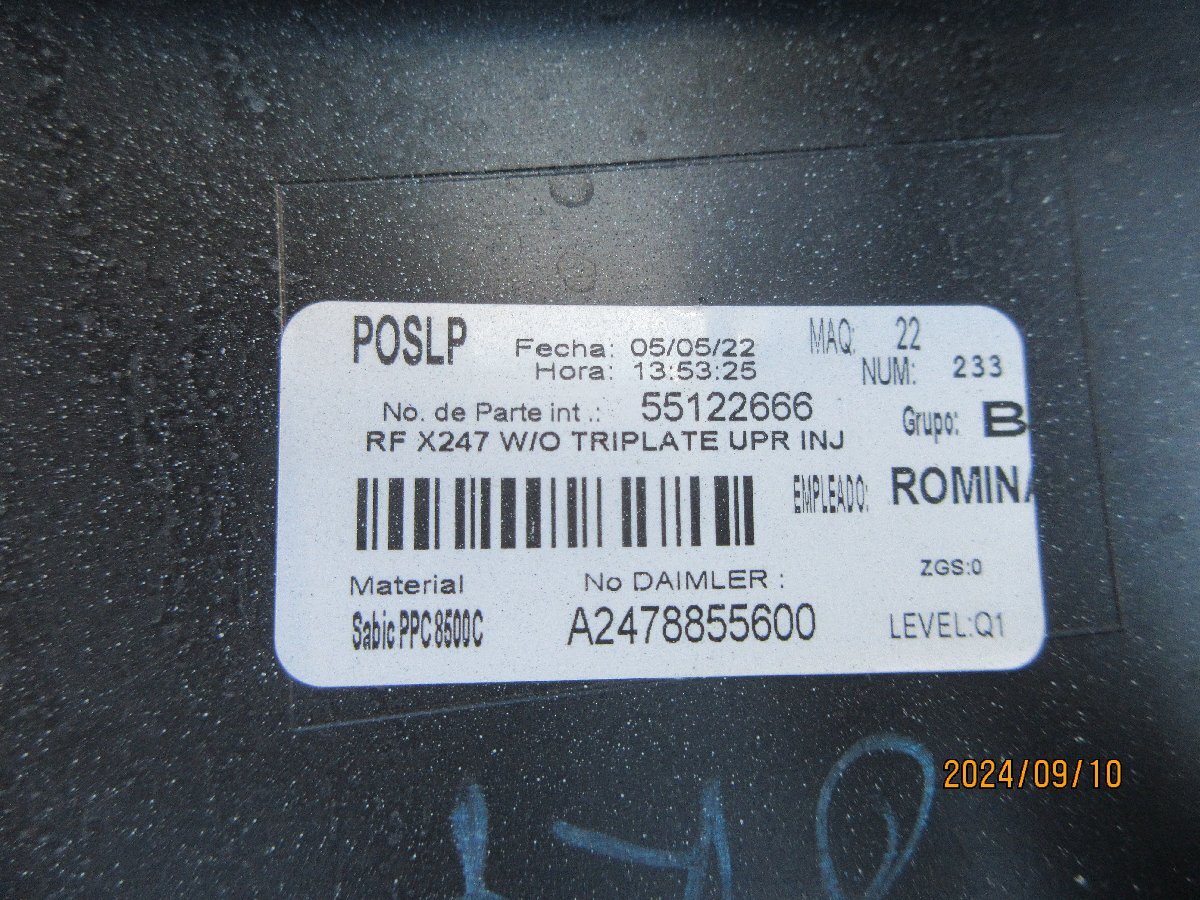 POSLP Fecha: 05/05/22 MAQ: 22
Hora: 13:53:25 NUM: 233
No. de Parte int.: 55122666 Grupo: B
RF X247 W/O TRIPLATE UPR INJ
EMPLEADO: ROMINA
Material No DAIMLER : ZGS:0
Sabic PPC 8500C A2478855600 LEVEL:Q1
2024/09/10